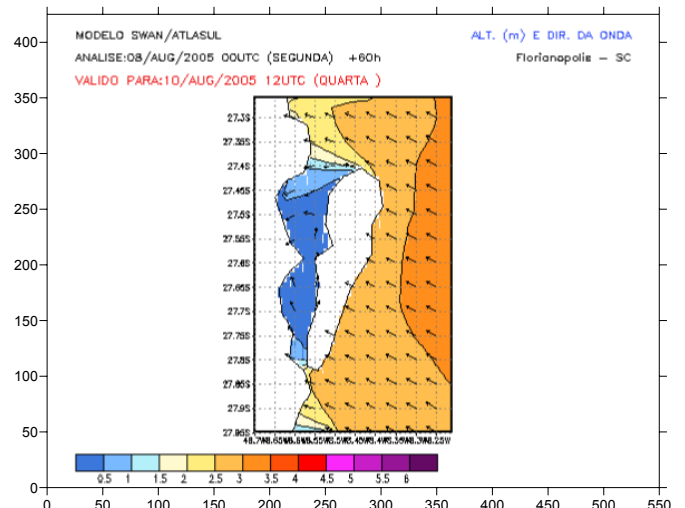 400
350
300
250
200
150
100
50
0
MODELO SWAN/ATLASUL
ALT. (m) E DIR. DA ONDA
ANALISE:08/AUG/2005 00UTC (SEGUNDA) +60h
Florianopolis – SC
VALIDO PARA:10/AUG/2005 12UTC (QUARTA )
27.3S
27.35S
27.4S
27.45S
27.5S
27.55S
27.6S
27.65S
27.7S
27.75S
27.8S
27.85S
27.9S
27.95S
0.5 1 1.5 2 2.5 3 3.5 4 4.5 5 5.5 6
0 50 100 150 200 250 300 350 400 450 500 550